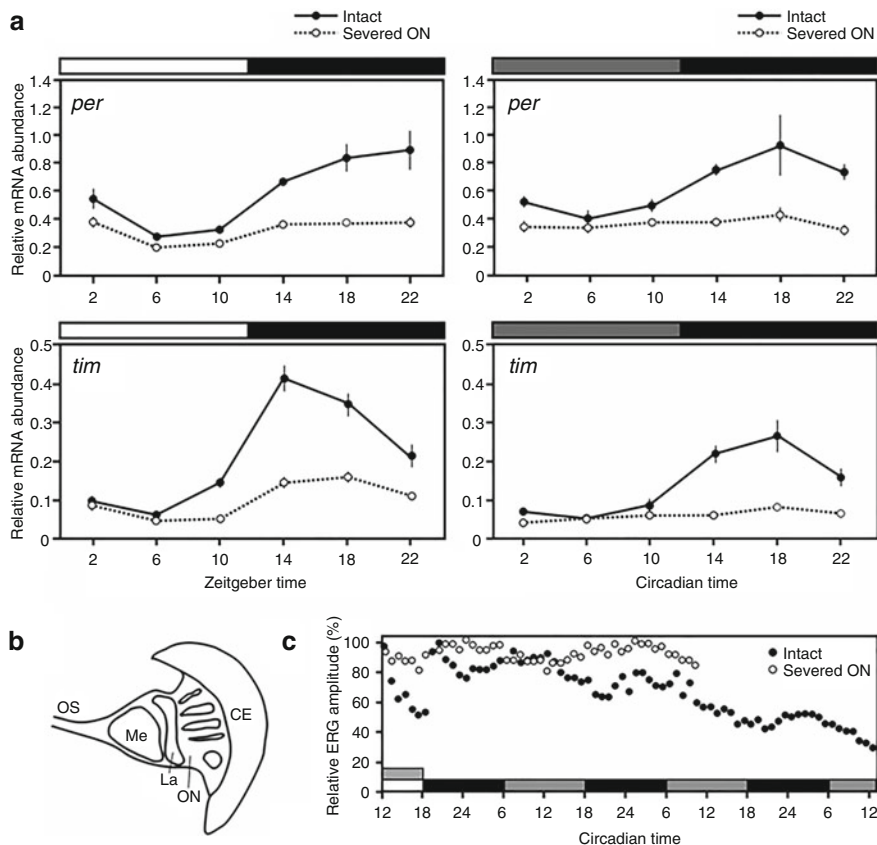 a
Intact
Severed ON
Intact
Severed ON
Relative mRNA abundance
per
1.4
1.2
1.0
0.8
0.6
0.4
0.2
0
2 6 10 14 18 22
per
1.4
1.2
1.0
0.8
0.6
0.4
0.2
0
2 6 10 14 18 22
Relative mRNA abundance
tim
0.5
0.4
0.3
0.2
0.1
0
2 6 10 14 18 22
Zeitgeber time
tim
0.5
0.4
0.3
0.2
0.1
0
2 6 10 14 18 22
Circadian time
b
OS
Me
CE
La
ON
c
Relative ERG amplitude (%)
100
80
60
40
20
0
Intact
Severed ON
12 18 24 6 12 18 24 6 12 18 24 6 12
Circadian time